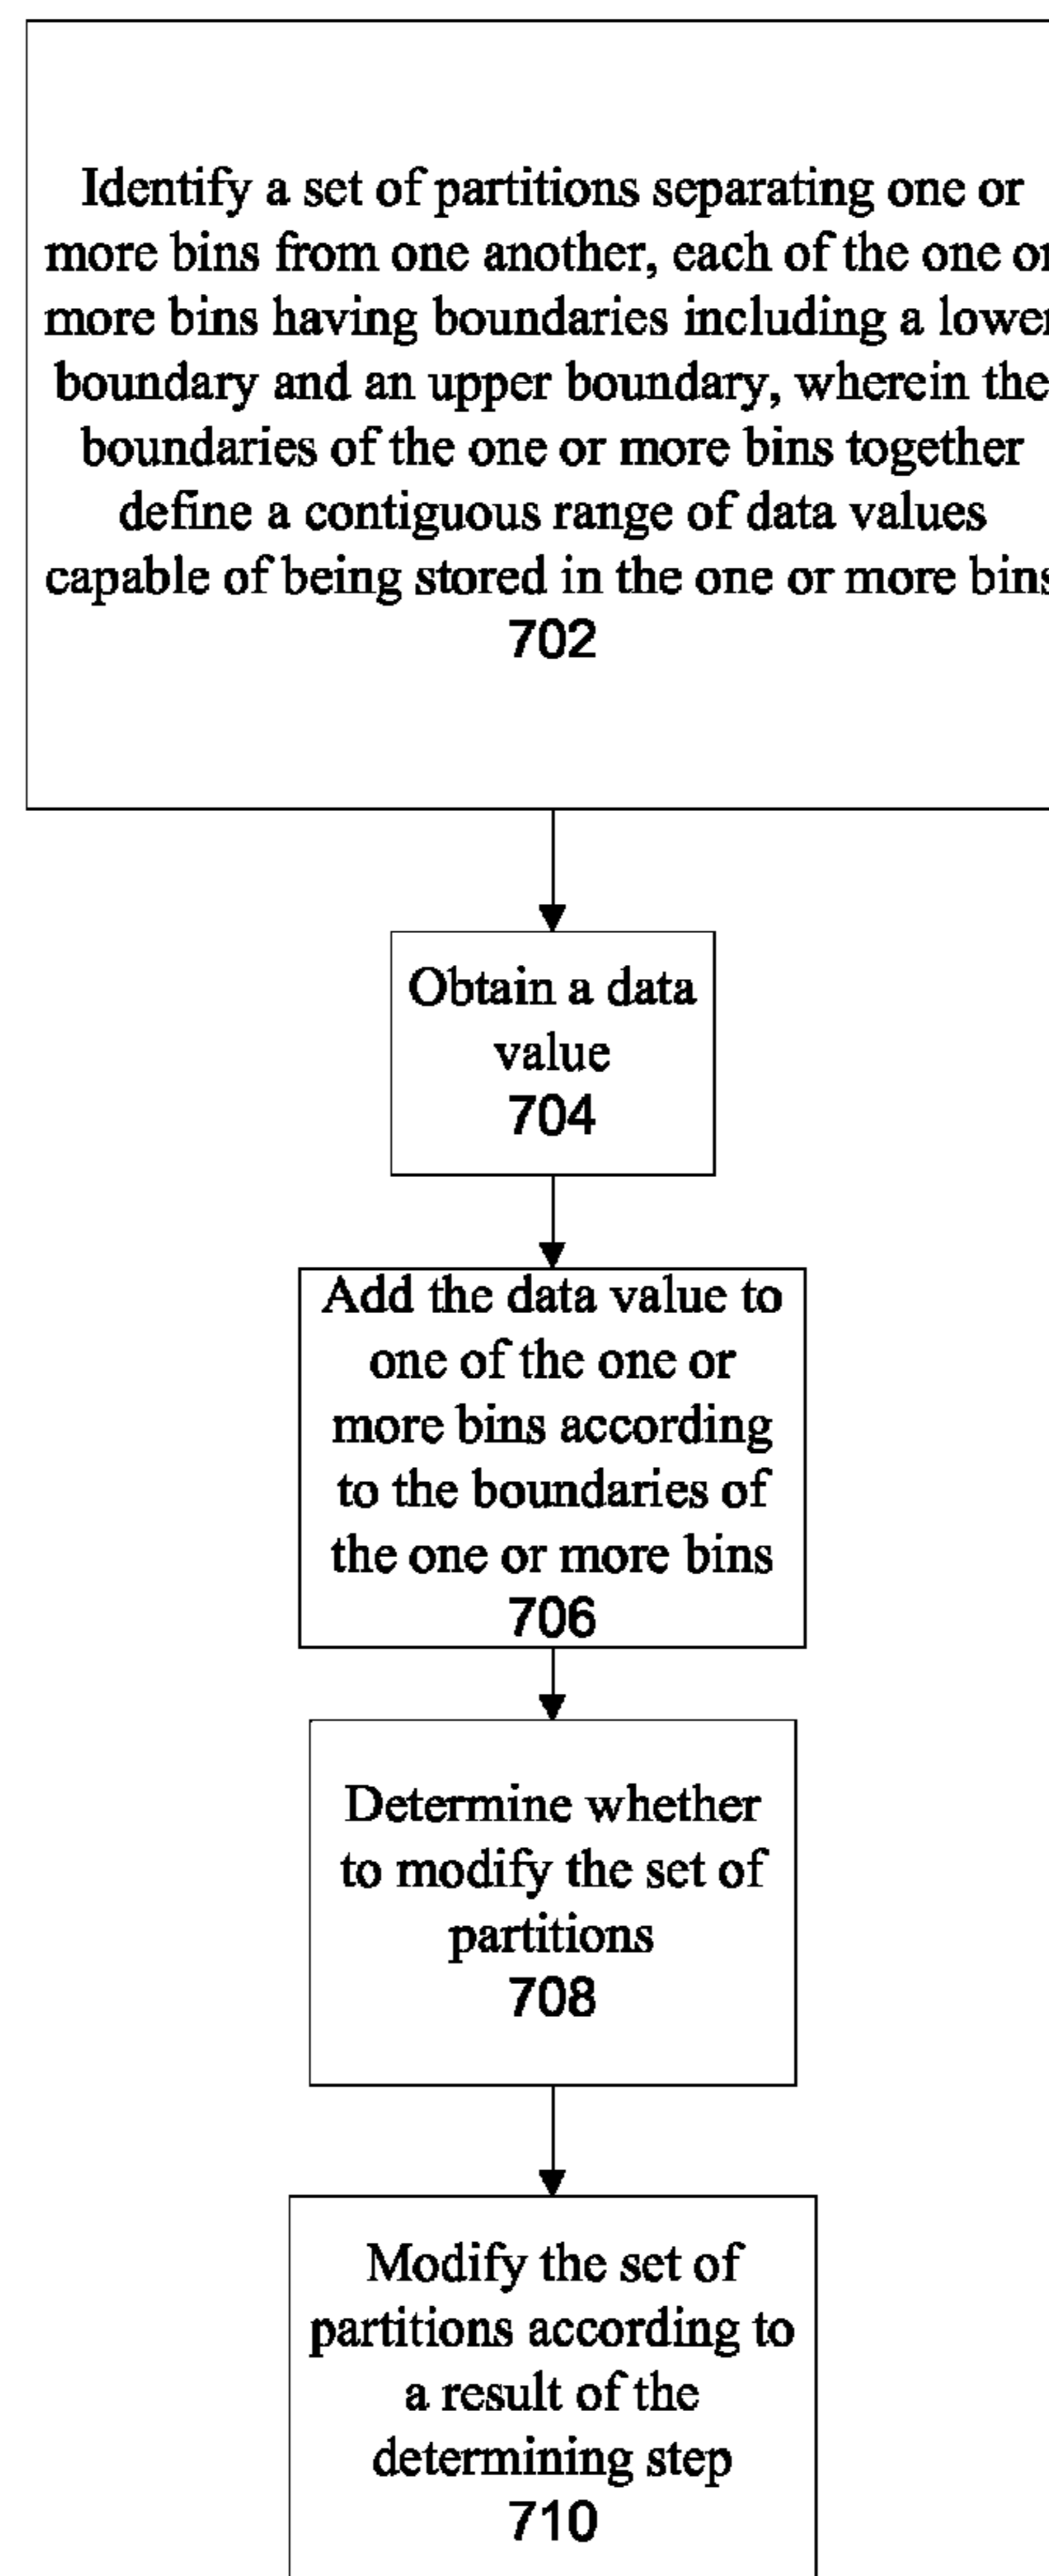 Identify a set of partitions separating one or
more bins from one another, each of the one or
more bins having boundaries including a lower
boundary and an upper boundary, wherein the
boundaries of the one or more bins together
define a contiguous range of data values
capable of being stored in the one or more bins
702
Obtain a data
value
704
Add the data value to
one of the one or
more bins according
to the boundaries of
the one or more bins
706
Determine whether
to modify the set of
partitions
708
Modify the set of
partitions according to
a result of the
determining step
710